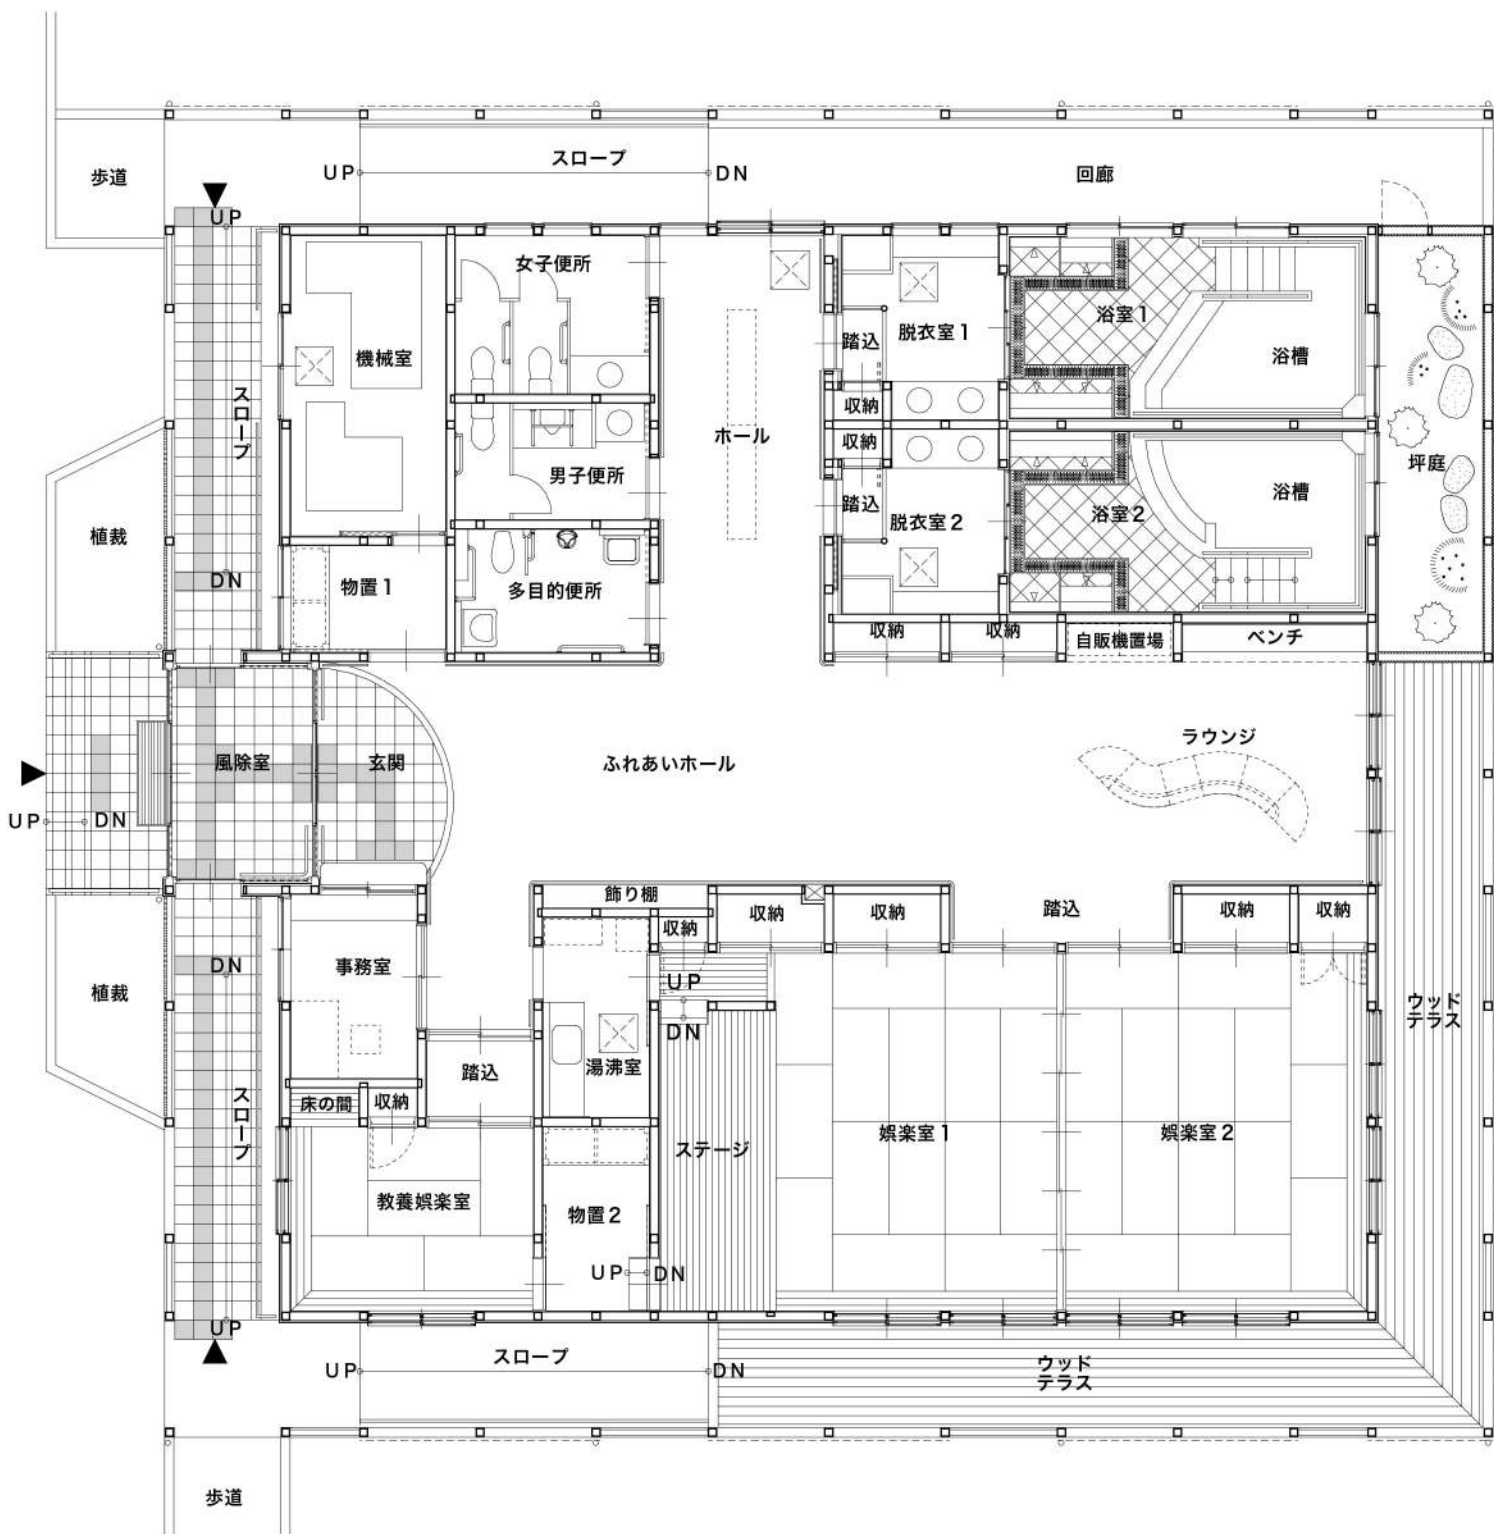 スロープ
UP
DN
歩道
回廊
UP
女子便所
機械室
脱衣室1
踏込
浴室1
浴槽
収納
スロープ
ホール
収納
坪庭
男子便所
踏込
脱衣室2
浴室2
浴槽
植裁
DN
物置1
多目的便所
収納
収納
自販機置場
ベンチ
風除室
玄関
ふれあいホール
ラウンジ
UP
DN
飾り棚
収納
収納
収納
踏込
収納
収納
事務室
DN
UP
DN
植裁
ウッド
テラス
湯沸室
踏込
床の間
収納
スロープ
ステージ
娯楽室1
娯楽室2
教養娯楽室
物置2
UP
DN
UP
スロープ
UP
DN
ウッド
テラス
歩道